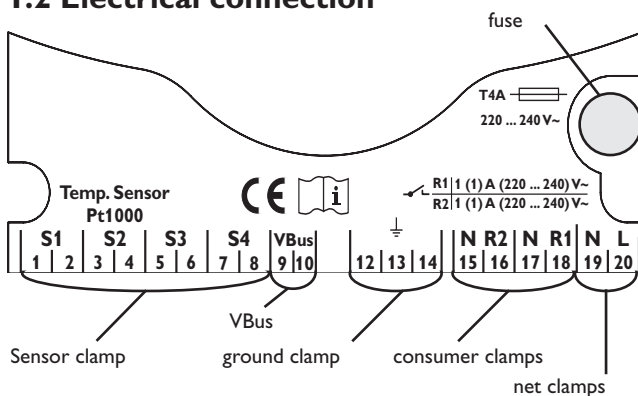 1.2 Electrical connection
fuse
T4A
220 ... 240 V~
Temp. Sensor
Pt1000
CE
i
R1 1 (1) A (220 ... 240) V~
R2 1 (1) A (220 ... 240) V~
S1 S2 S3 S4 VBus N R2 N R1 N L
1 2 3 4 5 6 7 8 9 10 12 13 14 15 16 17 18 19 20
VBus
Sensor clamp ground clamp consumer clamps
net clamps